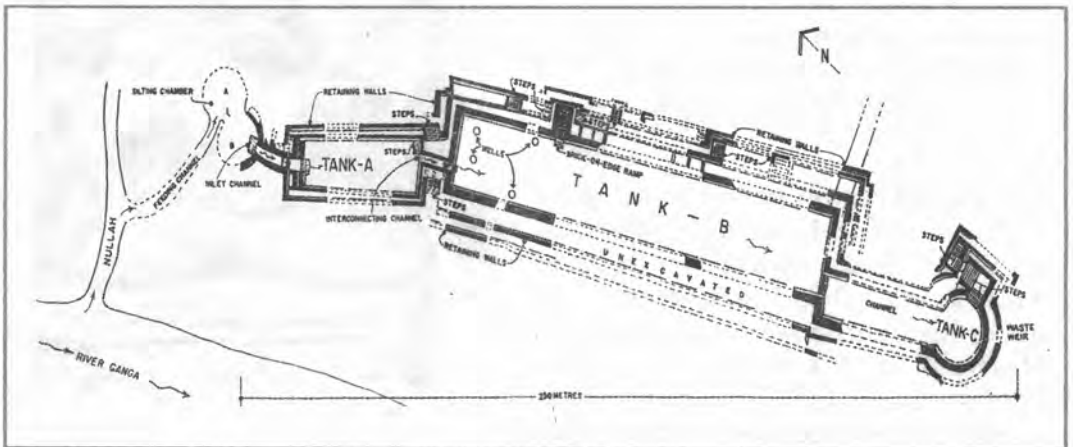 N
SILTING CHAMBER
A
B
RETAINING WALLS
STEPS
STEPS
TANK-A
INLET CHANNEL
FEEDING CHANNEL
NULLAH
INTERCONNECTING CHANNEL
STEPS
RETAINING WALLS
WELLS
STEPS
STEPS
BRICK-ON-EDGE RAMP
TANK-B
UNEXCAVATED
RETAINING WALLS
STEPS
CHANNEL
STEPS
STEPS
TANK-C
WASTE
WEIR
RIVER GANGA
250 METRES